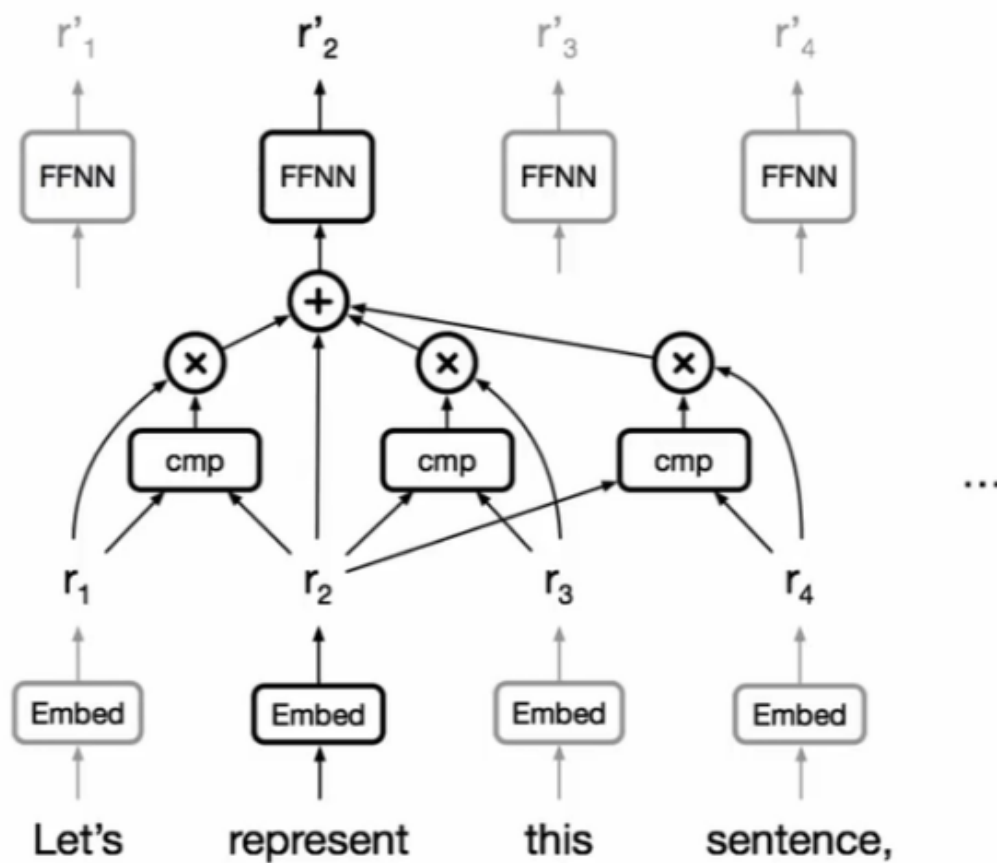 r'1 r'2 r'3 r'4
FFNN FFNN FFNN FFNN
+
× × ×
cmp cmp cmp
...
r1 r2 r3 r4
Embed Embed Embed Embed
Let's represent this sentence,